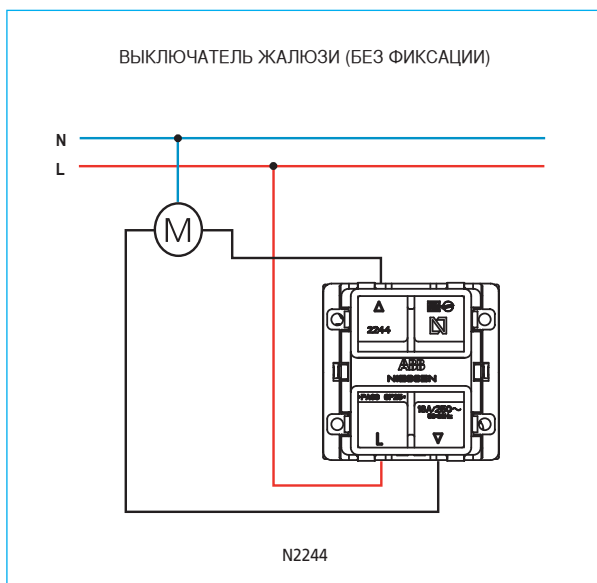 ВЫКЛЮЧАТЕЛЬ ЖАЛЮЗИ (БЕЗ ФИКСАЦИИ)
N
L
M
2244
N
ABB
NIESSEN
L
N2244